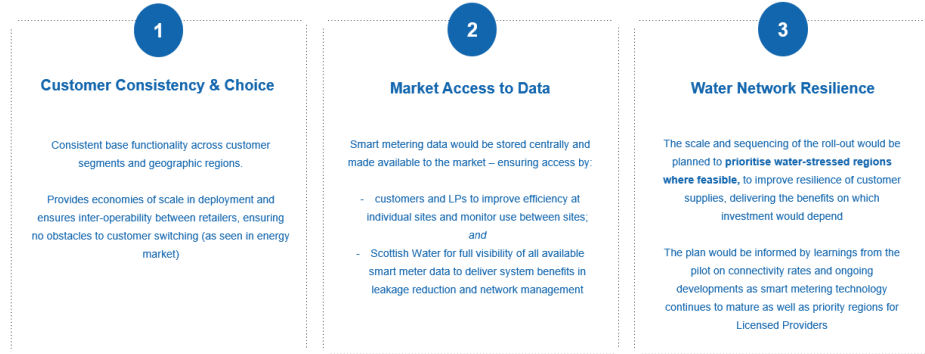 1
Customer Consistency & Choice
Consistent base functionality across customer
segments and geographic regions.
Provides economies of scale in deployment and
ensures inter-operability between retailers, ensuring
no obstacles to customer switching (as seen in energy
market)
2
Market Access to Data
Smart metering data would be stored centrally and
made available to the market – ensuring access by:
- customers and LPs to improve efficiency at
individual sites and monitor use between sites;
and
- Scottish Water for full visibility of all available
smart meter data to deliver system benefits in
leakage reduction and network management
3
Water Network Resilience
The scale and sequencing of the roll-out would be
planned to prioritise water-stressed regions
where feasible, to improve resilience of customer
supplies, delivering the benefits on which
investment would depend
The plan would be informed by learnings from the
pilot on connectivity rates and ongoing
developments as smart metering technology
continues to mature as well as priority regions for
Licensed Providers